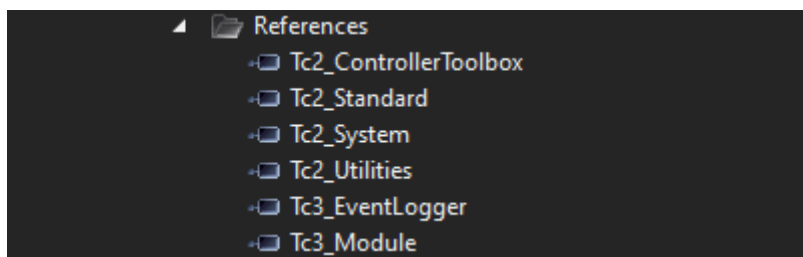 References
Tc2_ControllerToolbox
Tc2_Standard
Tc2_System
Tc2_Utilities
Tc3_EventLogger
Tc3_Module